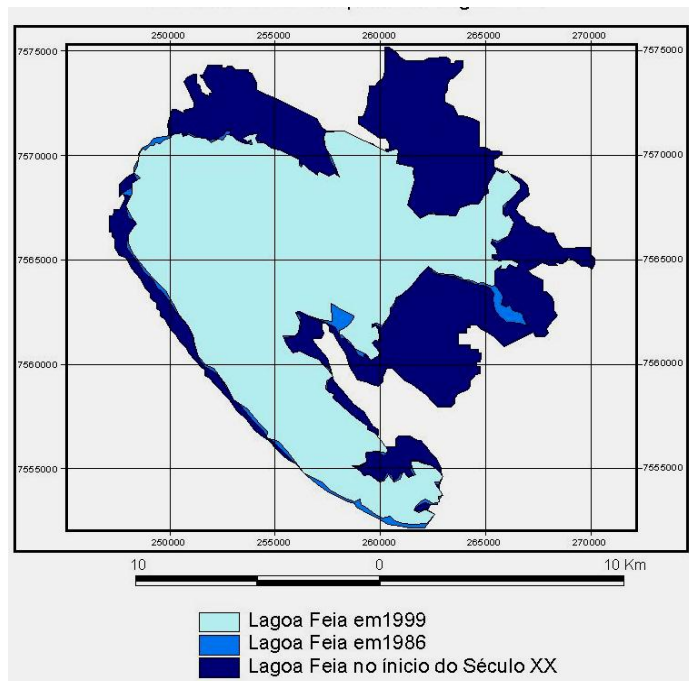 250000 255000 260000 265000 270000
7575000 7575000
7570000 7570000
7565000 7565000
7560000 7560000
7555000 7555000
250000 255000 260000 265000 270000
10 0 10 Km
Lagoa Feia em1999
Lagoa Feia em1986
Lagoa Feia no ínicio do Século XX